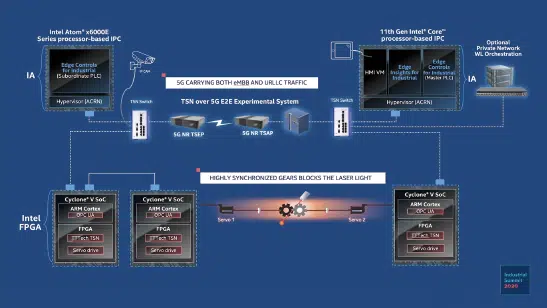 Intel Atom® x6000E
Series processor-based IPC
11th Gen Intel® Core™
processor-based IPC
Optional
Private Network
WL Orchestration
IA
Edge Controls
for Industrial
(Subordinate PLC)
Hypervisor (ACRN)
5G CARRYING BOTH eMBB AND URLLC TRAFFIC
HMI VM
Edge
Insights for
Industrial
Edge
Controls
for Industrial
(Master PLC)
Hypervisor (ACRN)
IA
TSN Switch
TSN over 5G E2E Experimental System
TSN Switch
5G NR TSEP
5G NR TSAP
HIGHLY SYNCHRONIZED GEARS BLOCKS THE LASER LIGHT
Intel
FPGA
Cyclone® V SoC
ARM Cortex
OPC UA
FPGA
TTTech TSN
Servo drive
Cyclone® V SoC
ARM Cortex
OPC UA
FPGA
TTTech TSN
Servo drive
Servo 1
Servo 2
Cyclone® V SoC
ARM Cortex
OPC UA
FPGA
TTTech TSN
Servo drive
Industrial
Summit
2020